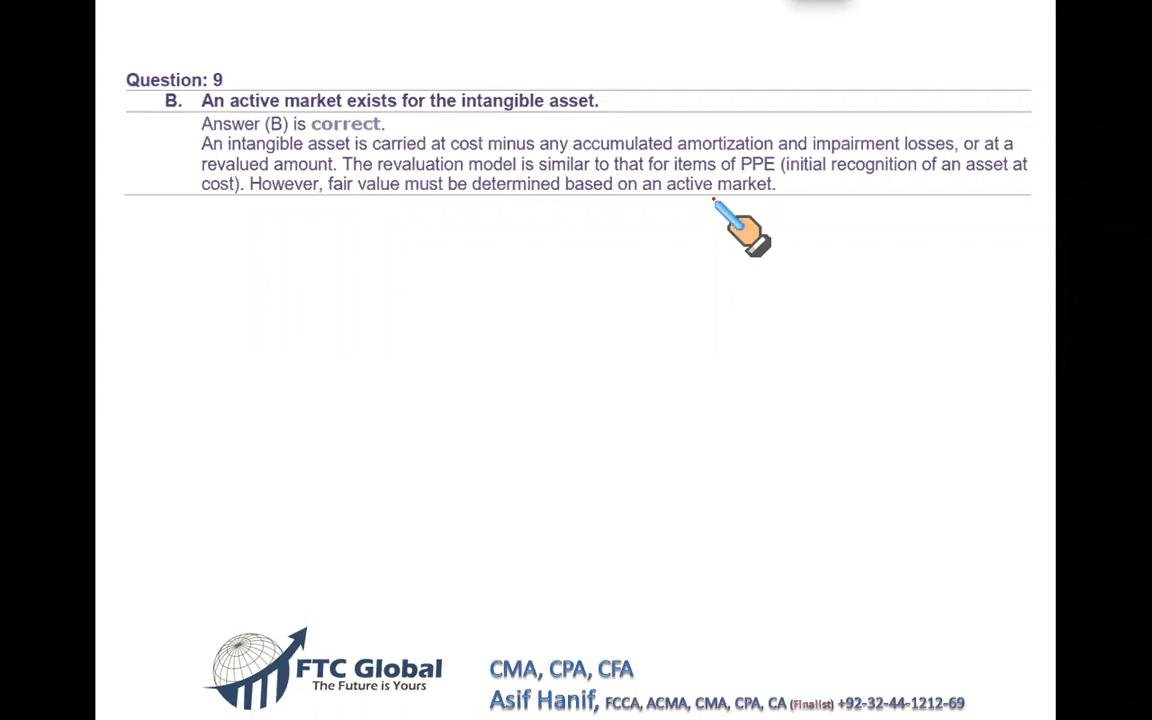 Question: 9
B. An active market exists for the intangible asset.
Answer (B) is correct.
An intangible asset is carried at cost minus any accumulated amortization and impairment losses, or at a
revalued amount. The revaluation model is similar to that for items of PPE (initial recognition of an asset at
cost). However, fair value must be determined based on an active market.
FTC Global
The Future is Yours
CMA, CPA, CFA
Asif Hanif, FCCA, ACMA, CMA, CPA, CA (Finalist) +92-32-44-1212-69